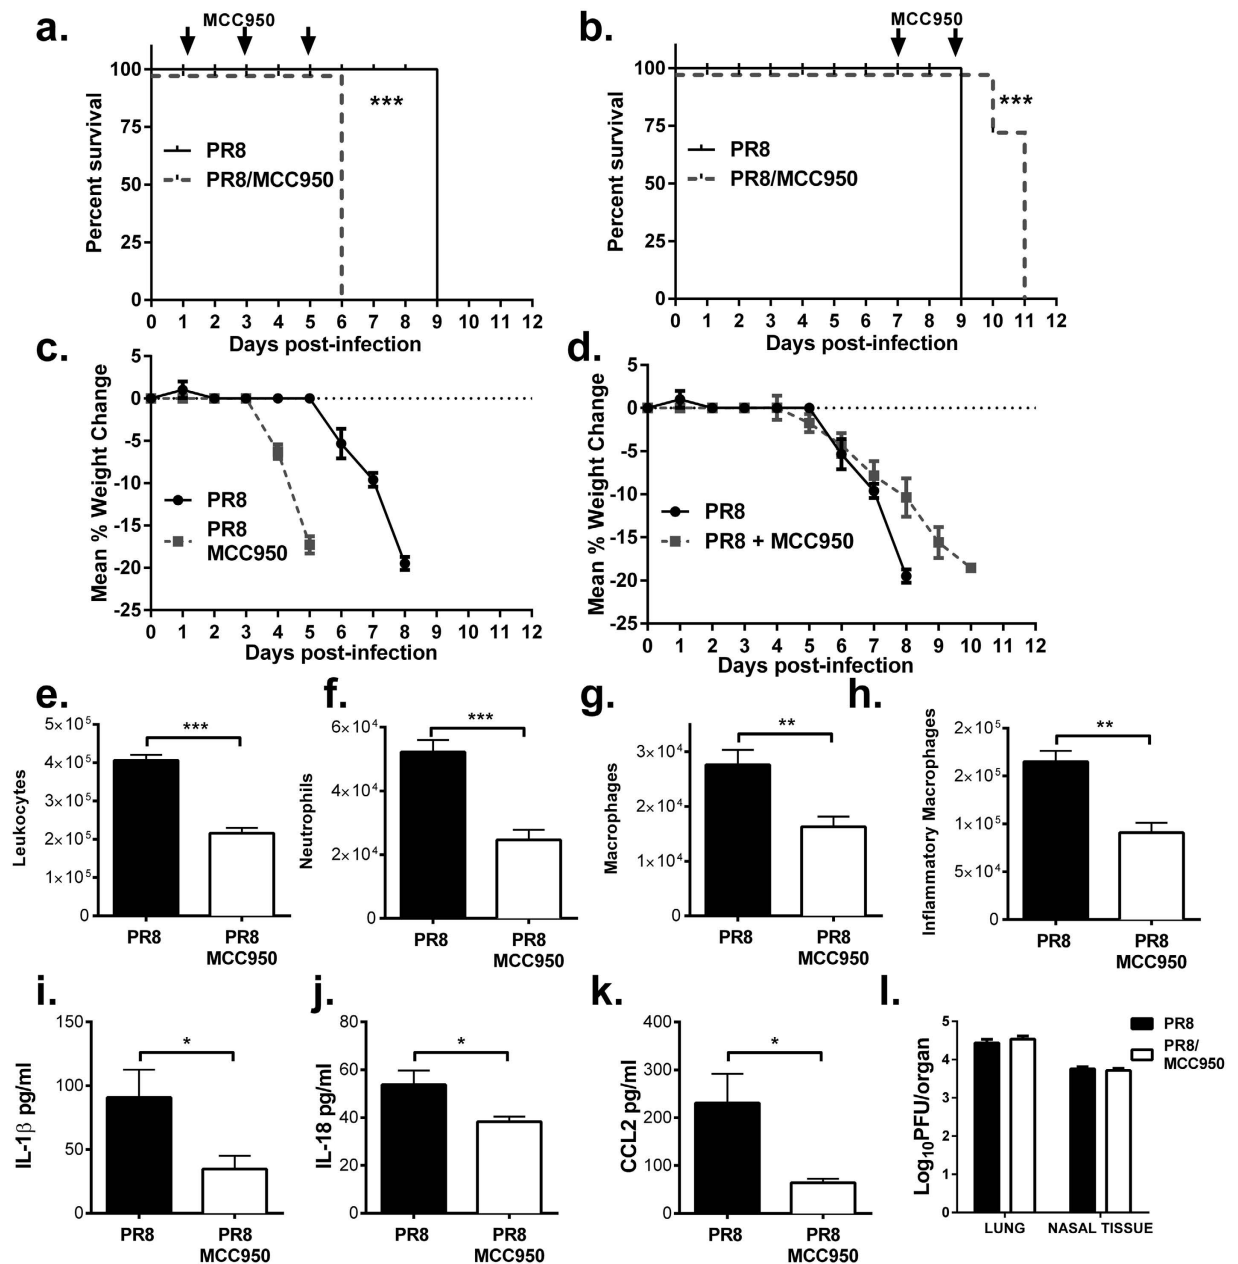 a.
MCC950
100
75
50
25
0
Percent survival
***
PR8
PR8/MCC950
0 1 2 3 4 5 6 7 8 9 10 11 12
Days post-infection
b.
MCC950
100
75
50
25
0
Percent survival
***
PR8
PR8/MCC950
0 1 2 3 4 5 6 7 8 9 10 11 12
Days post-infection
c.
5
0
-5
-10
-15
-20
-25
Mean % Weight Change
PR8
PR8
MCC950
0 1 2 3 4 5 6 7 8 9 10 11 12
Days post-infection
d.
5
0
-5
-10
-15
-20
-25
Mean % Weight Change
PR8
PR8 + MCC950
0 1 2 3 4 5 6 7 8 9 10 11 12
Days post-infection
e.
5×10⁵
4×10⁵
3×10⁵
2×10⁵
1×10⁵
0
Leukocytes
***
PR8
PR8
MCC950
f.
6×10⁴
4×10⁴
2×10⁴
0
Neutrophils
***
PR8
PR8
MCC950
g.
3×10⁴
2×10⁴
1×10⁴
0
Macrophages
**
PR8
PR8
MCC950
h.
2×10⁵
2×10⁵
1×10⁵
5×10⁴
0
Inflammatory Macrophages
**
PR8
PR8
MCC950
i.
150
100
50
0
IL-1β pg/ml
*
PR8
PR8
MCC950
j.
80
60
40
20
0
IL-18 pg/ml
*
PR8
PR8
MCC950
k.
400
300
200
100
0
CCL2 pg/ml
*
PR8
PR8
MCC950
l.
5
4
3
2
1
0
Log₁₀PFU/organ
PR8
PR8/
MCC950
LUNG NASAL TISSUE